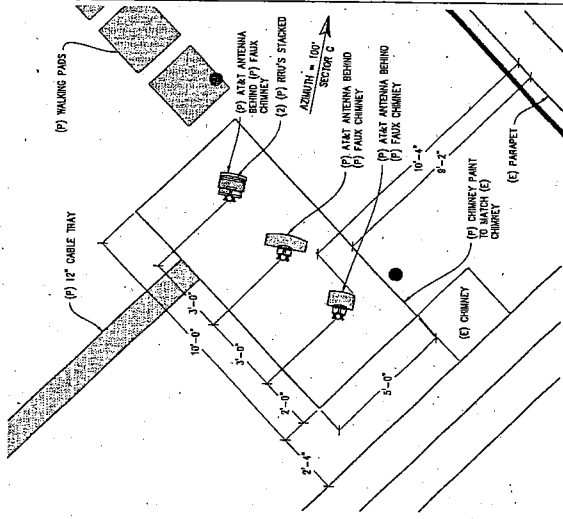 (P) WALKING PADS
(P) AT&T ANTENNA
BEHIND (P) FAUX
CHIMNEY
(2) (P) RRU'S STACKED
AZIMUTH = 100°
SECTOR C
(P) AT&T ANTENNA BEHIND
(P) FAUX CHIMNEY
(P) AT&T ANTENNA BEHIND
(P) FAUX CHIMNEY
(P) 12" CABLE TRAY
10'-4"
9'-2"
(E) PARAPET
(P) CHIMNEY PAINT
TO MATCH (E)
CHIMNEY
(E) CHIMNEY
3'-0"
10'-0"
3'-0"
2'-0"
5'-0"
2'-4"